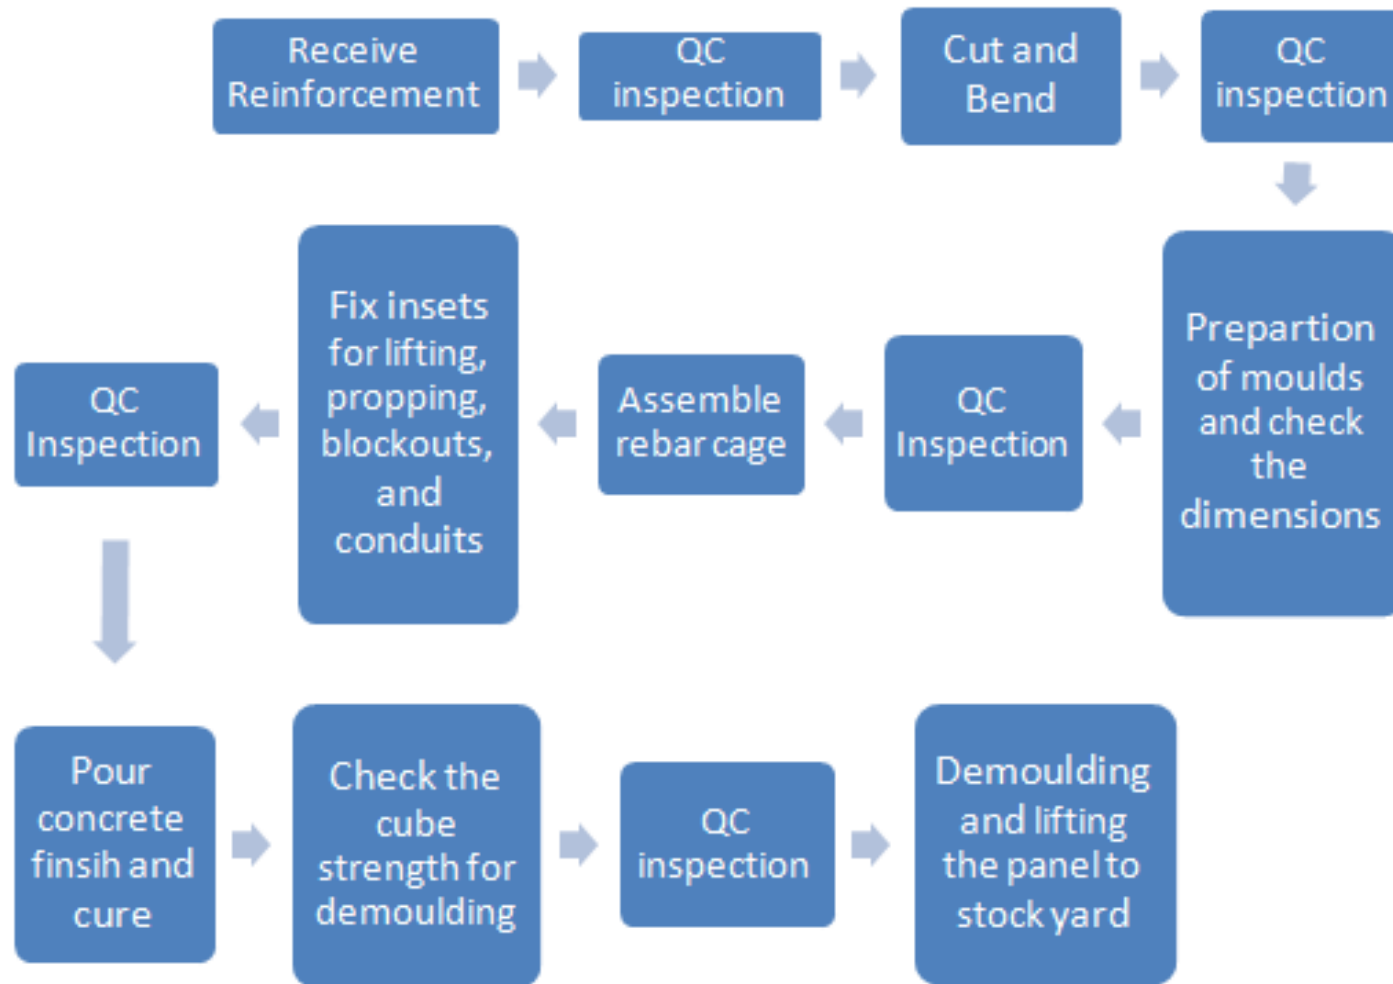 Receive
Reinforcement
QC
inspection
Cut and
Bend
QC
inspection
Prepartion
of moulds
and check
the
dimensions
QC
Inspection
Assemble
rebar cage
Fix insets
for lifting,
propping,
blockouts,
and
conduits
QC
Inspection
Pour
concrete
finsih and
cure
Check the
cube
strength for
demoulding
QC
inspection
Demoulding
and lifting
the panel to
stock yard